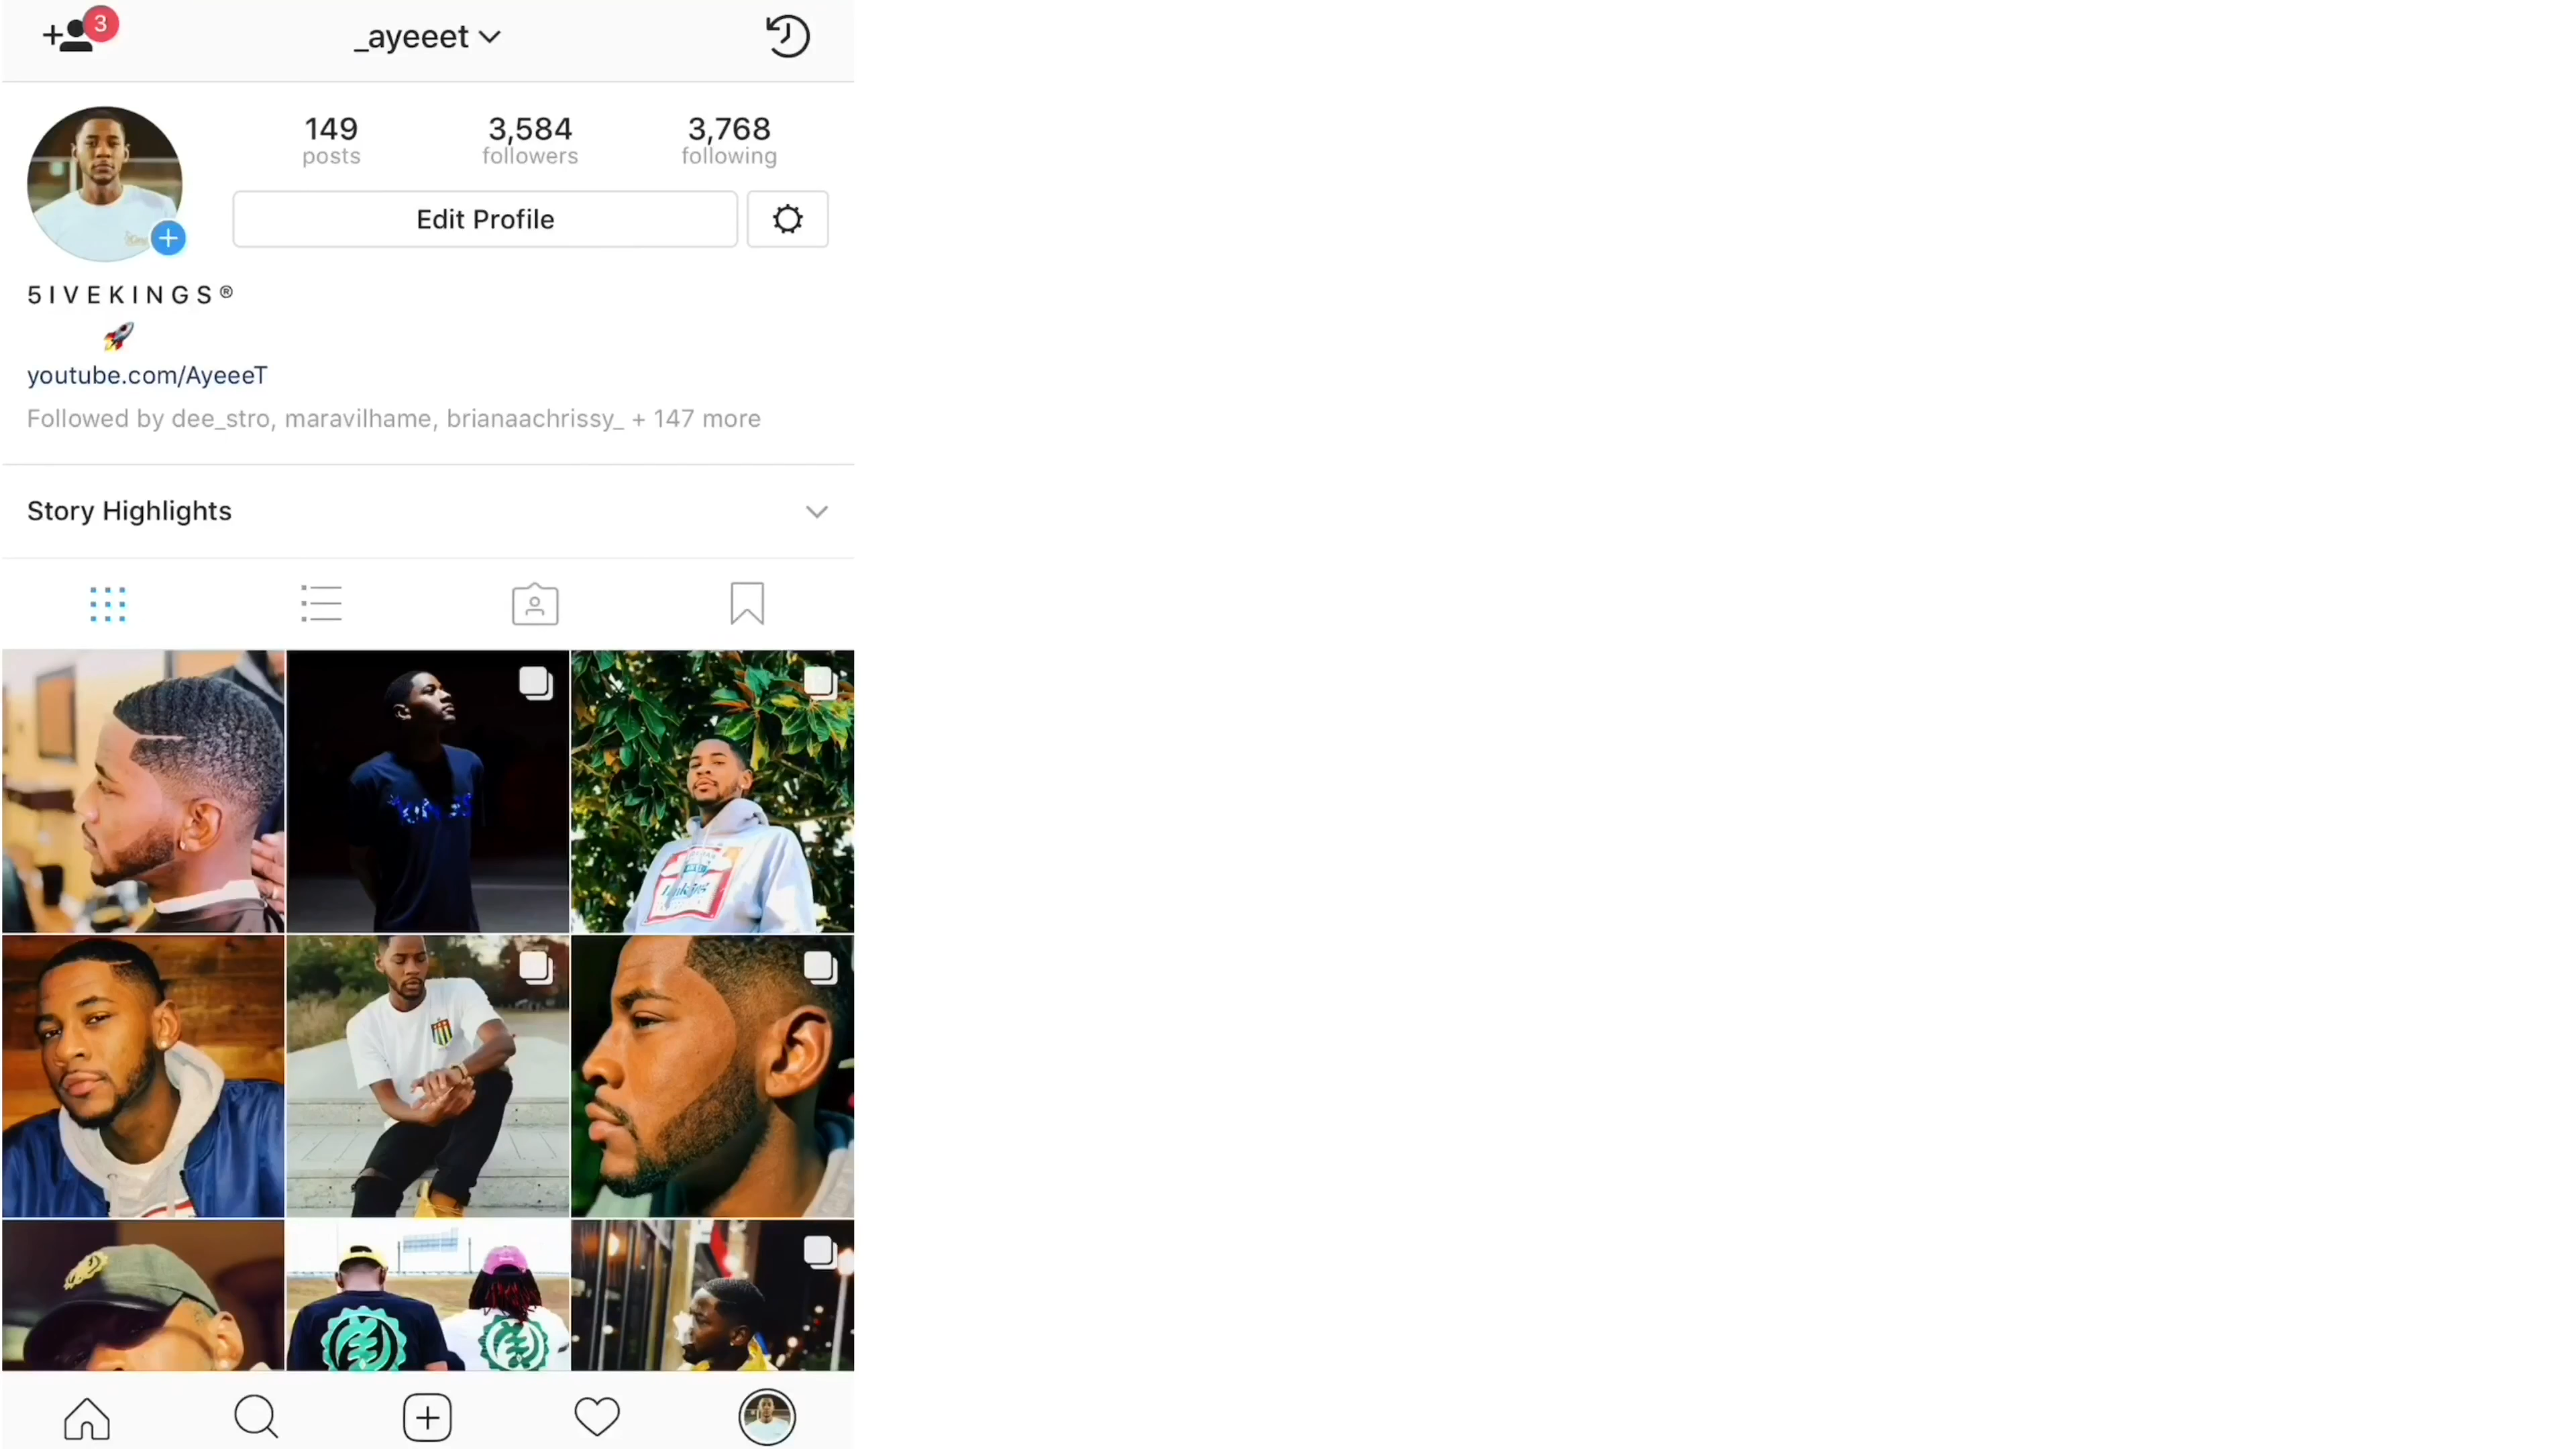 3
_ayeeet
149
posts
3,584
followers
3,768
following
Edit Profile
5IVEKINGS®
youtube.com/AyeeeT
Followed by dee_stro, maravilhame, brianaachrissy_ + 147 more
Story Highlights